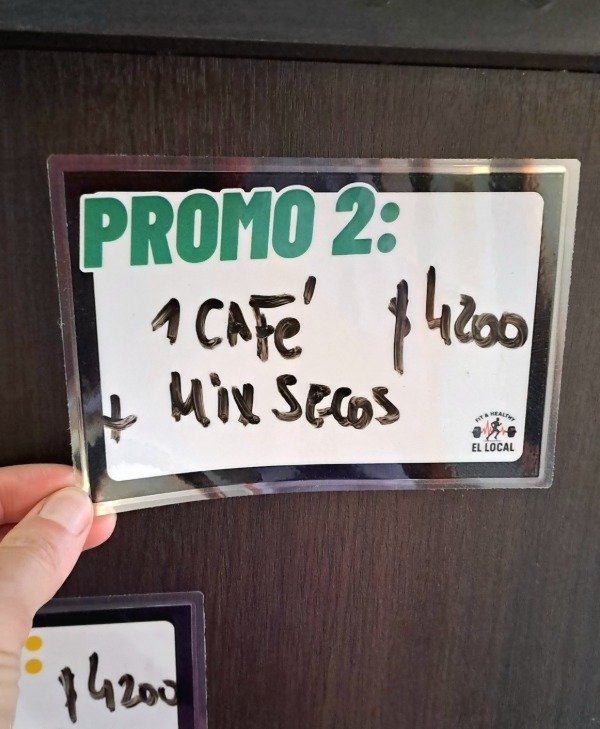 PROMO 2:
1 CAFé $4200
+ Mix SECOS
FIT & HEALTHY
EL LOCAL
:
$4200